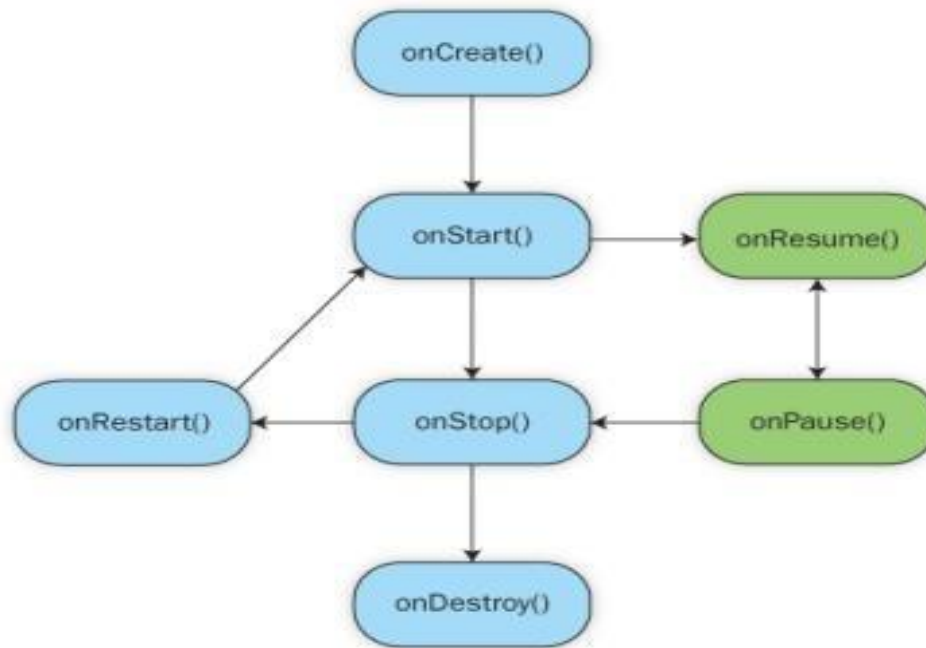 onCreate()
onStart()
onResume()
onRestart()
onStop()
onPause()
onDestroy()